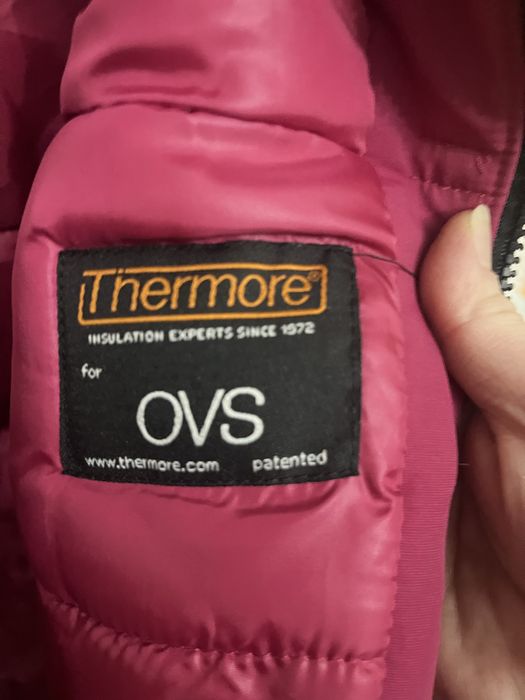 Thermore®
INSULATION EXPERTS SINCE 1972
for
OVS
www.thermore.com patented